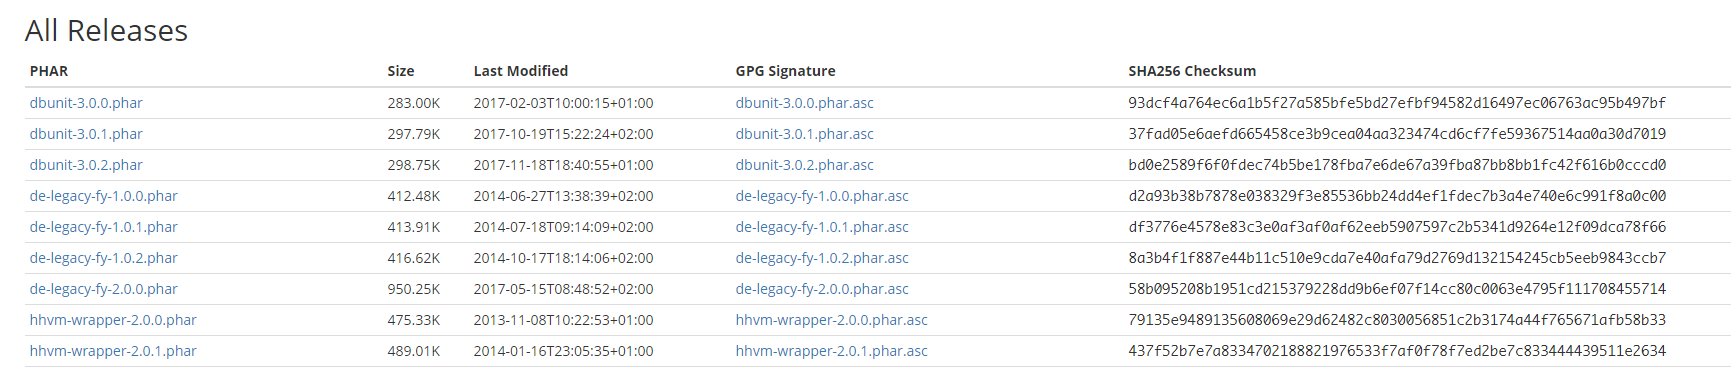 All Releases
PHAR Size Last Modified GPG Signature SHA256 Checksum
dbunit-3.0.0.phar 283.00K 2017-02-03T10:00:15+01:00 dbunit-3.0.0.phar.asc 93dcf4a764ec6a1b5f27a585bfe5bd27efbf94582d16497ec06763ac95b497bf
dbunit-3.0.1.phar 297.79K 2017-10-19T15:22:24+02:00 dbunit-3.0.1.phar.asc 37fad05e6aefd665458ce3b9cea04aa323474cd6cf7fe59367514aa0a30d7019
dbunit-3.0.2.phar 298.75K 2017-11-18T18:40:55+01:00 dbunit-3.0.2.phar.asc bd0e2589f6f0fdec74b5be178fba7e6de67a39fba87bb8bb1fc42f616b0cccd0
de-legacy-fy-1.0.0.phar 412.48K 2014-06-27T13:38:39+02:00 de-legacy-fy-1.0.0.phar.asc d2a93b38b7878e038329f3e85536bb24dd4ef1fdec7b3a4e740e6c991f8a0c00
de-legacy-fy-1.0.1.phar 413.91K 2014-07-18T09:14:09+02:00 de-legacy-fy-1.0.1.phar.asc df3776e4578e83c3e0af3af0af62eeb5907597c2b5341d9264e12f09dca78f66
de-legacy-fy-1.0.2.phar 416.62K 2014-10-17T18:14:06+02:00 de-legacy-fy-1.0.2.phar.asc 8a3b4f1f887e44b11c510e9cda7e40afa79d2769d132154245cb5eeb9843ccb7
de-legacy-fy-2.0.0.phar 950.25K 2017-05-15T08:48:52+02:00 de-legacy-fy-2.0.0.phar.asc 58b095208b1951cd215379228dd9b6ef07f14cc80c0063e4795f111708455714
hhvm-wrapper-2.0.0.phar 475.33K 2013-11-08T10:22:53+01:00 hhvm-wrapper-2.0.0.phar.asc 79135e9489135608069e29d62482c8030056851c2b3174a44f765671afb58b33
hhvm-wrapper-2.0.1.phar 489.01K 2014-01-16T23:05:35+01:00 hhvm-wrapper-2.0.1.phar.asc 437f52b7e7a8334702188821976533f7af0f78f7ed2be7c833444439511e2634